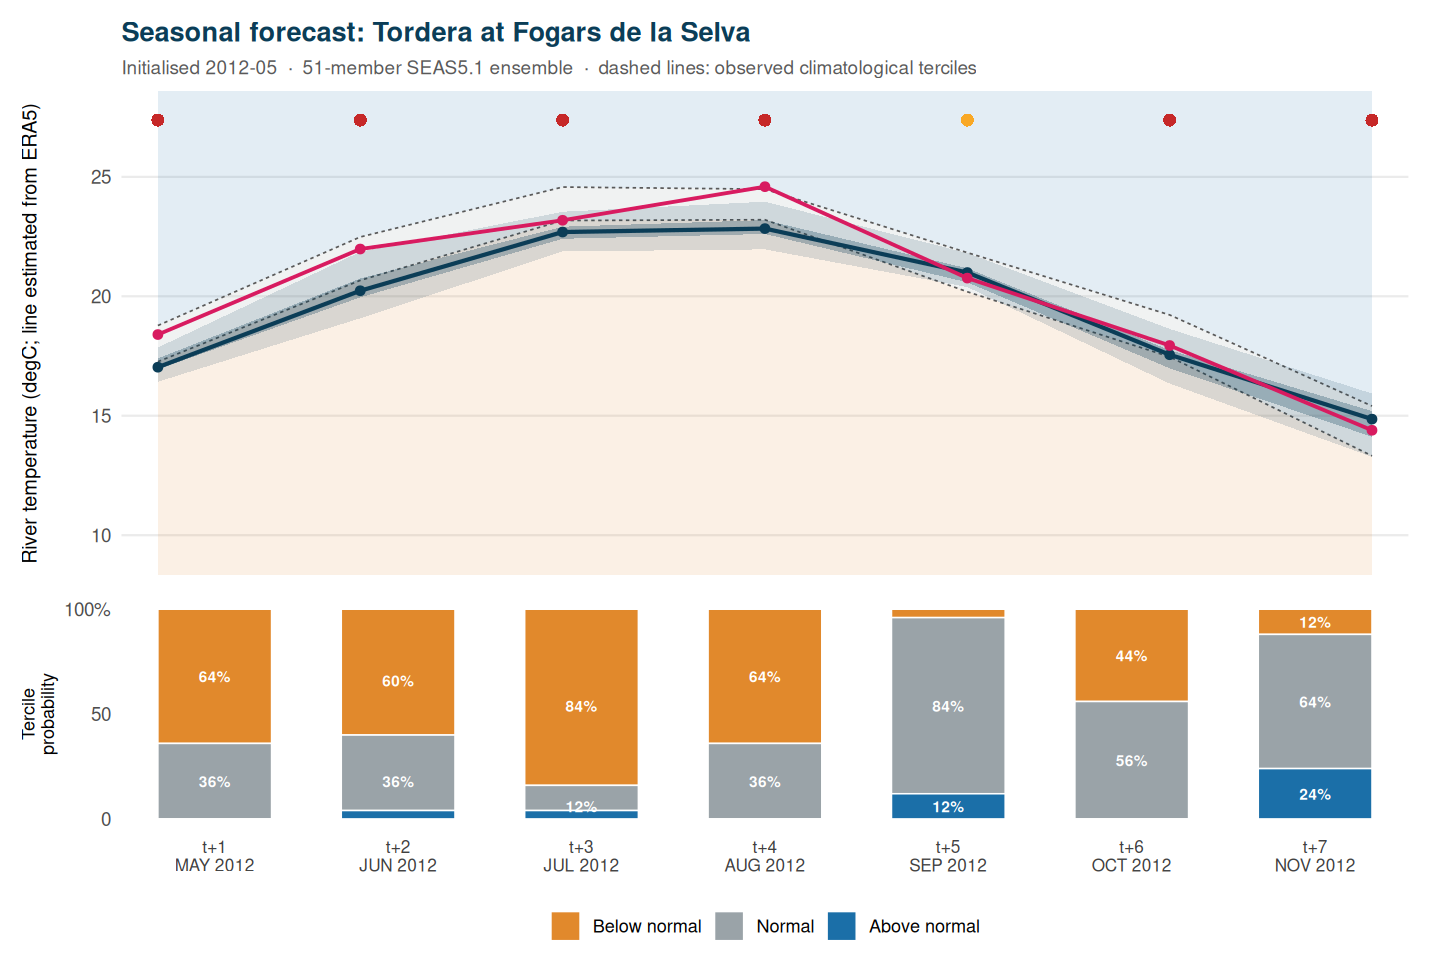 Seasonal forecast: Tordera at Fogars de la Selva
Initialised 2012-05 · 51-member SEAS5.1 ensemble · dashed lines: observed climatological terciles
River temperature (degC; line estimated from ERA5)
25
20
15
10
Tercile
probability
100%
50
0
64%
36%
60%
36%
84%
12%
64%
36%
84%
12%
44%
56%
12%
64%
24%
t+1
MAY 2012
t+2
JUN 2012
t+3
JUL 2012
t+4
AUG 2012
t+5
SEP 2012
t+6
OCT 2012
t+7
NOV 2012
Below normal
Normal
Above normal